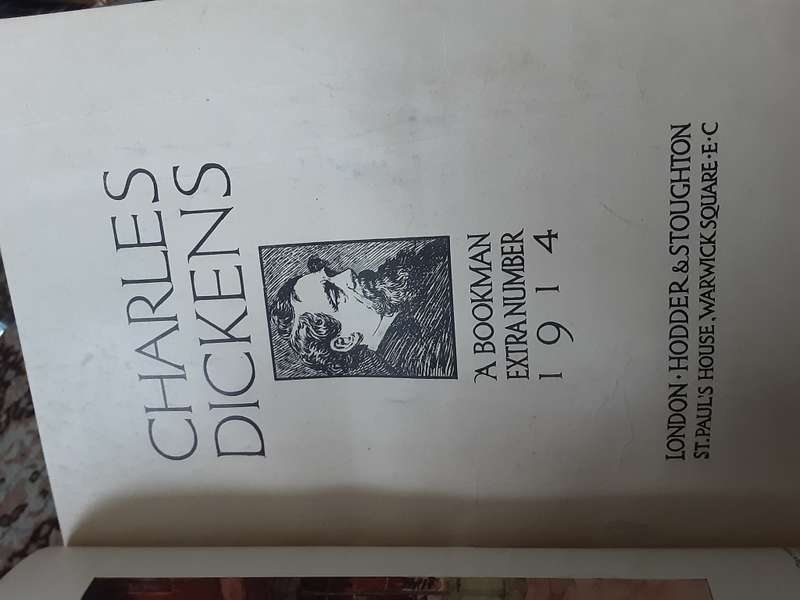 CHARLES
DICKENS
A BOOKMAN
EXTRA NUMBER
1914
LONDON · HODDER & STOUGHTON
ST. PAUL'S HOUSE, WARWICK SQUARE · E · C